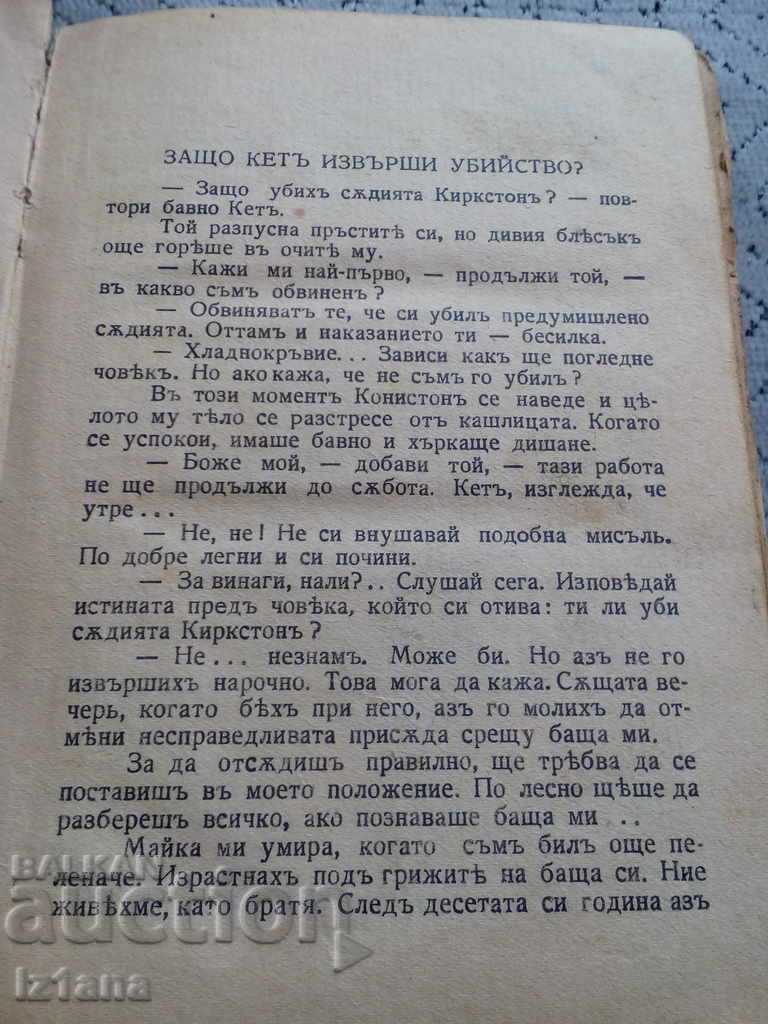 ЗАЩО КЕТЪ ИЗВЪРШИ УБИЙСТВО?
— Защо убихъ сѫдията Киркстонъ? — пов-
тори бавно Кетъ.
Той разпусна пръститѣ си, но дивия блѣсъкъ
още горѣше въ очитѣ му.
— Кажи ми най-първо, — продължи той, —
въ какво съмъ обвиненъ?
— Обвиняватъ те, че си убилъ предумишлено
сѫдията. Оттамъ и наказанието ти — бесилка.
— Хладнокръвие... Зависи какъ ще погледне
човѣкъ. Но ако кажа, че не съмъ го убилъ?
Въ този моментъ Конистонъ се наведе и цѣ-
лото му тѣло се разстресе отъ кашлицата. Когато
се успокои, имаше бавно и хъркаще дишане.
— Боже мой, — добави той, — тази работа
не ще продължи до сѫбота. Кетъ, изглежда, че
утре...
— Не, не! Не си внушавай подобна мисъль.
По добре легни и си почини.
— За винаги, нали?.. Слушай сега. Изповѣдай
истината предъ човѣка, който си отива: ти ли уби
сѫдията Киркстонъ?
— Не... незнамъ. Може би. Но азъ не го
извършихъ нарочно. Това мога да кажа. Сѫщата ве-
черь, когато бѣхъ при него, азъ го молихъ да от-
мѣни несправедливата присѫда срещу баща ми.
За да отсѫдишъ правилно, ще трѣбва да се
поставишъ въ моето положение. По лесно щѣше да
разберешъ всичко, ако познаваше баща ми ..
Майка ми умира, когато съмъ билъ още пе-
леначе. Израстнахъ подъ грижитѣ на баща си. Ние
живѣхме, като братя. Следъ десетата си година азъ
BALKAN
auction
Iz1ana